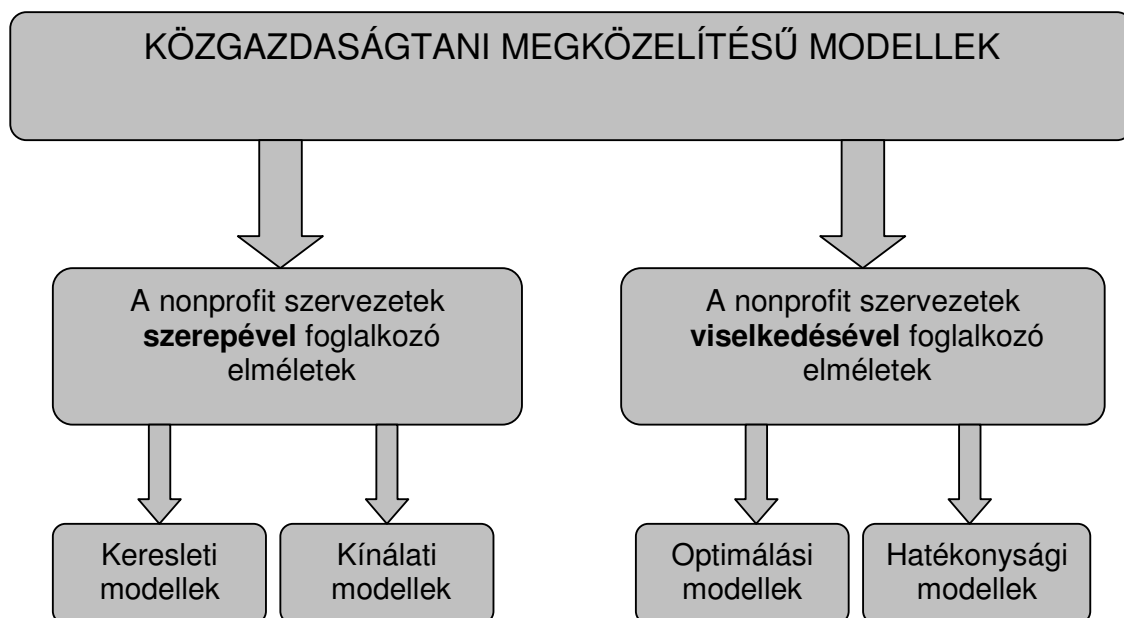 KÖZGAZDASÁGTANI MEGKÖZELÍTÉSŰ MODELLEK
A nonprofit szervezetek
szerepével foglalkozó
elméletek
A nonprofit szervezetek
viselkedésével foglalkozó
elméletek
Keresleti
modellek
Kínálati
modellek
Optimálási
modellek
Hatékonysági
modellek